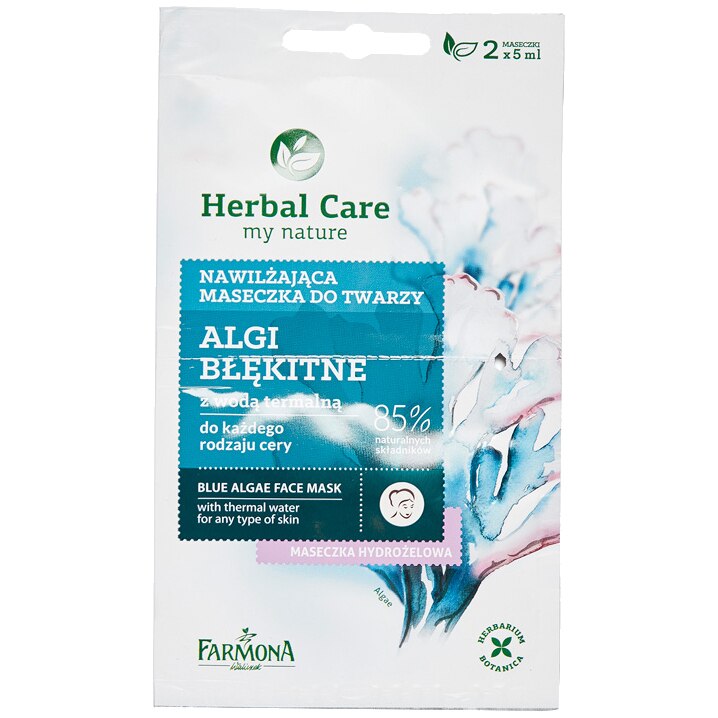 2 MASECZKI
x 5 ml
Herbal Care
my nature
NAWILŻAJĄCA
MASECZKA DO TWARZY
ALGI
BŁĘKITNE
z wodą termalną
do każdego
rodzaju cery
85%
naturalnych
składników
BLUE ALGAE FACE MASK
with thermal water
for any type of skin
MASECZKA HYDROŻELOWA
Algae
FARMONA
HERBARIUM
BOTANICA